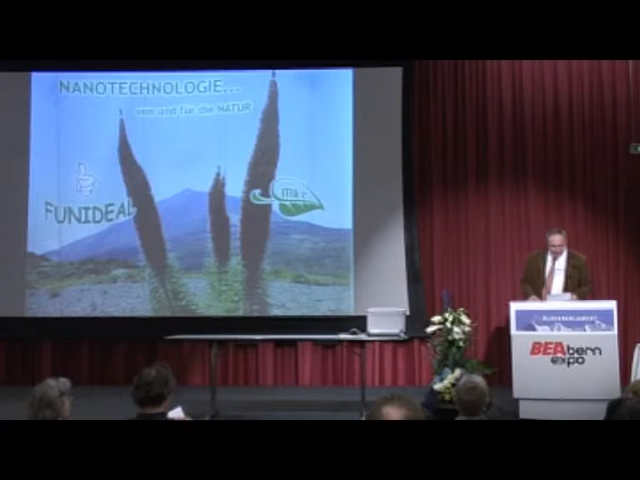 NANOTECHNOLOGIE...
von und für die NATUR
FUNIDEAL
BEA bern
expo